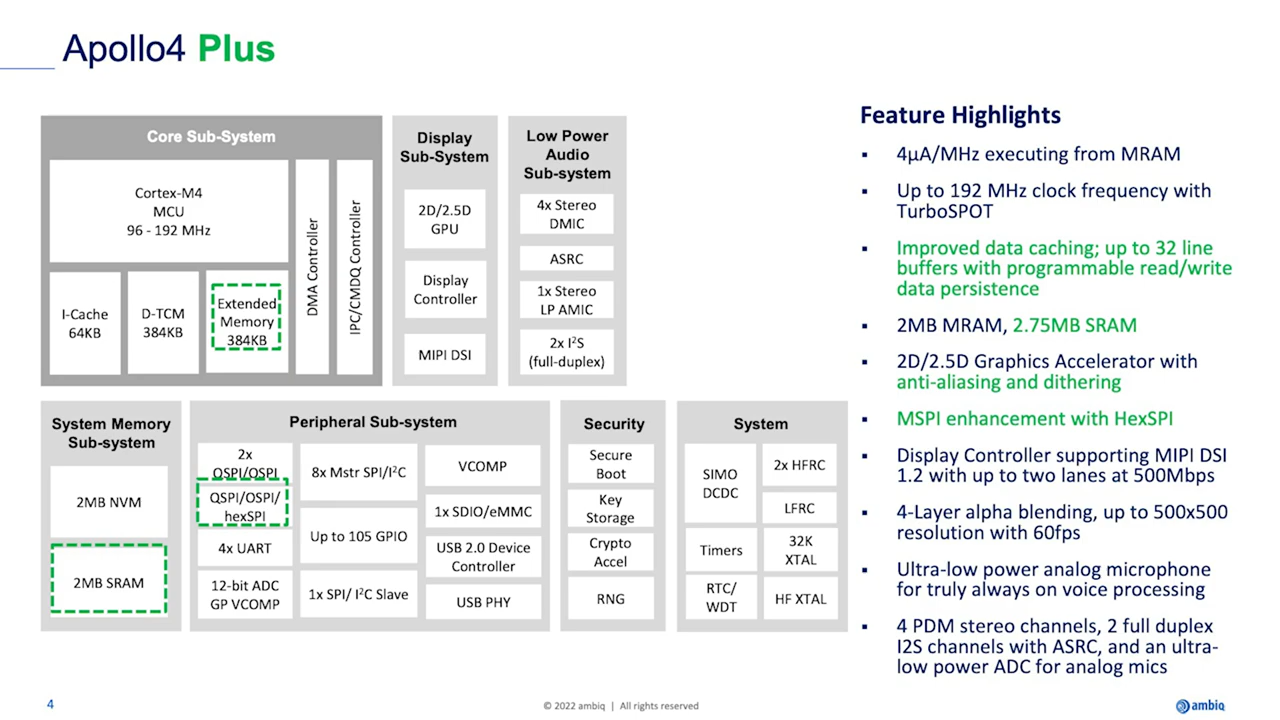 Apollo4 Plus
Core Sub-System
Cortex-M4
MCU
96 - 192 MHz
I-Cache
64KB
D-TCM
384KB
Extended
Memory
384KB
DMA Controller
IPC/CMDQ Controller
Display
Sub-System
2D/2.5D
GPU
Display
Controller
MIPI DSI
Low Power
Audio
Sub-system
4x Stereo
DMIC
ASRC
1x Stereo
LP AMIC
2x I²S
(full-duplex)
System Memory
Sub-system
2MB NVM
2MB SRAM
Peripheral Sub-system
2x
QSPI/OSPI
QSPI/OSPI/
hexSPI
4x UART
12-bit ADC
GP VCOMP
8x Mstr SPI/I²C
Up to 105 GPIO
1x SPI/ I²C Slave
VCOMP
1x SDIO/eMMC
USB 2.0 Device
Controller
USB PHY
Security
Secure
Boot
Key
Storage
Crypto
Accel
RNG
System
SIMO
DCDC
Timers
RTC/
WDT
2x HFRC
LFRC
32K
XTAL
HF XTAL
Feature Highlights
▪ 4µA/MHz executing from MRAM
▪ Up to 192 MHz clock frequency with
TurboSPOT
▪ Improved data caching; up to 32 line
buffers with programmable read/write
data persistence
▪ 2MB MRAM, 2.75MB SRAM
▪ 2D/2.5D Graphics Accelerator with
anti-aliasing and dithering
▪ MSPI enhancement with HexSPI
▪ Display Controller supporting MIPI DSI
1.2 with up to two lanes at 500Mbps
▪ 4-Layer alpha blending, up to 500x500
resolution with 60fps
▪ Ultra-low power analog microphone
for truly always on voice processing
▪ 4 PDM stereo channels, 2 full duplex
I2S channels with ASRC, and an ultra-
low power ADC for analog mics
4
© 2022 ambiq | All rights reserved
ambiq